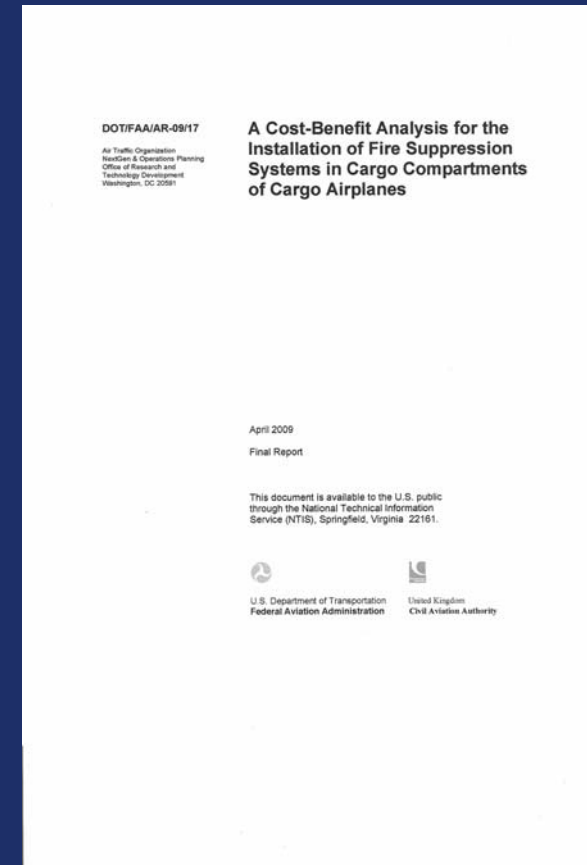 DOT/FAA/AR-09/17
Air Traffic Organization
NextGen & Operations Planning
Office of Research and
Technology Development
Washington, DC 20591
A Cost-Benefit Analysis for the
Installation of Fire Suppression
Systems in Cargo Compartments
of Cargo Airplanes
April 2009
Final Report
This document is available to the U.S. public
through the National Technical Information
Service (NTIS), Springfield, Virginia 22161.
U.S. Department of Transportation
Federal Aviation Administration
United Kingdom
Civil Aviation Authority